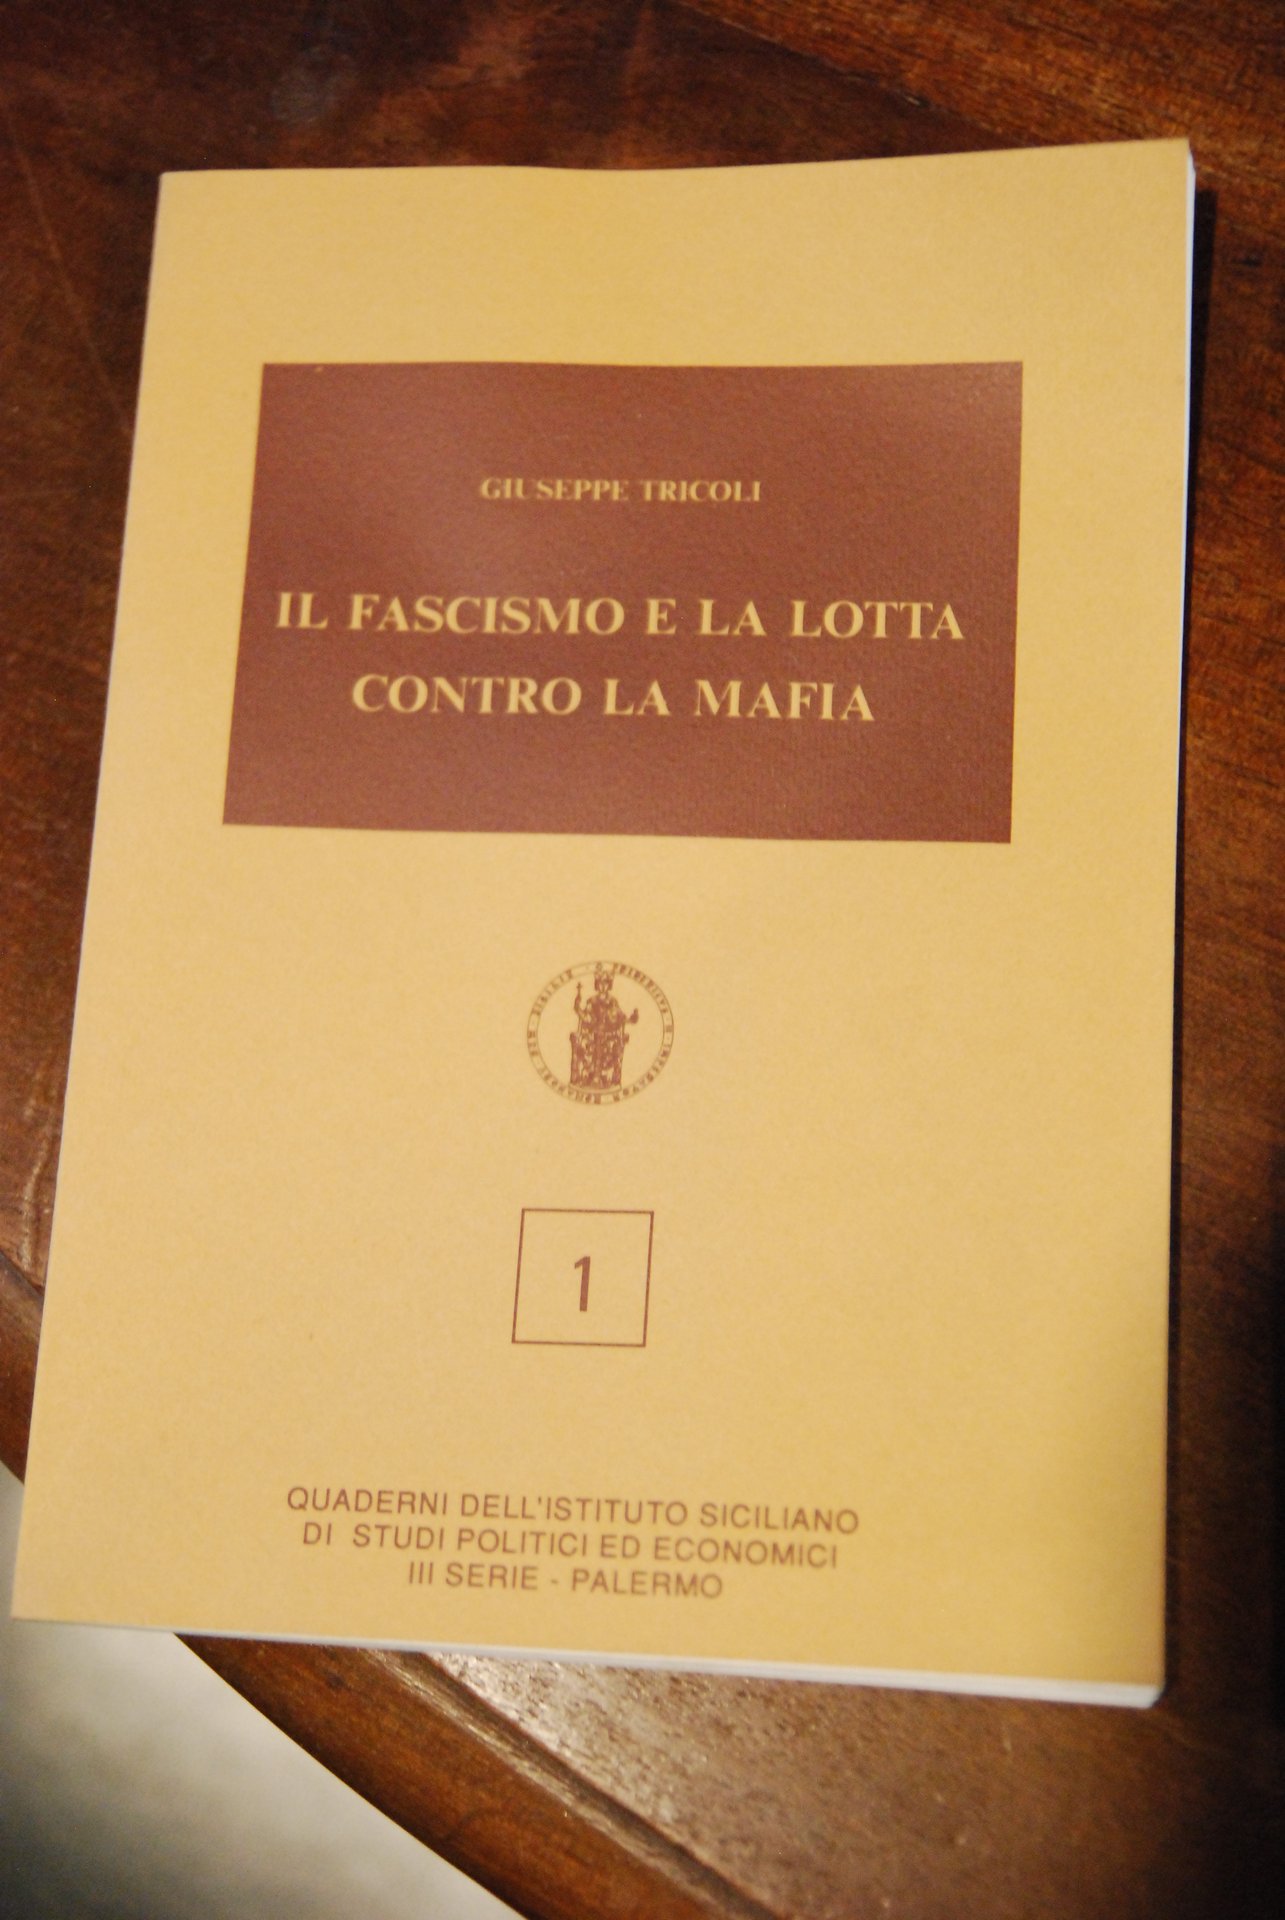 GIUSEPPE TRICOLI
IL FASCISMO E LA LOTTA
CONTRO LA MAFIA
1
QUADERNI DELL'ISTITUTO SICILIANO
DI STUDI POLITICI ED ECONOMICI
III SERIE - PALERMO